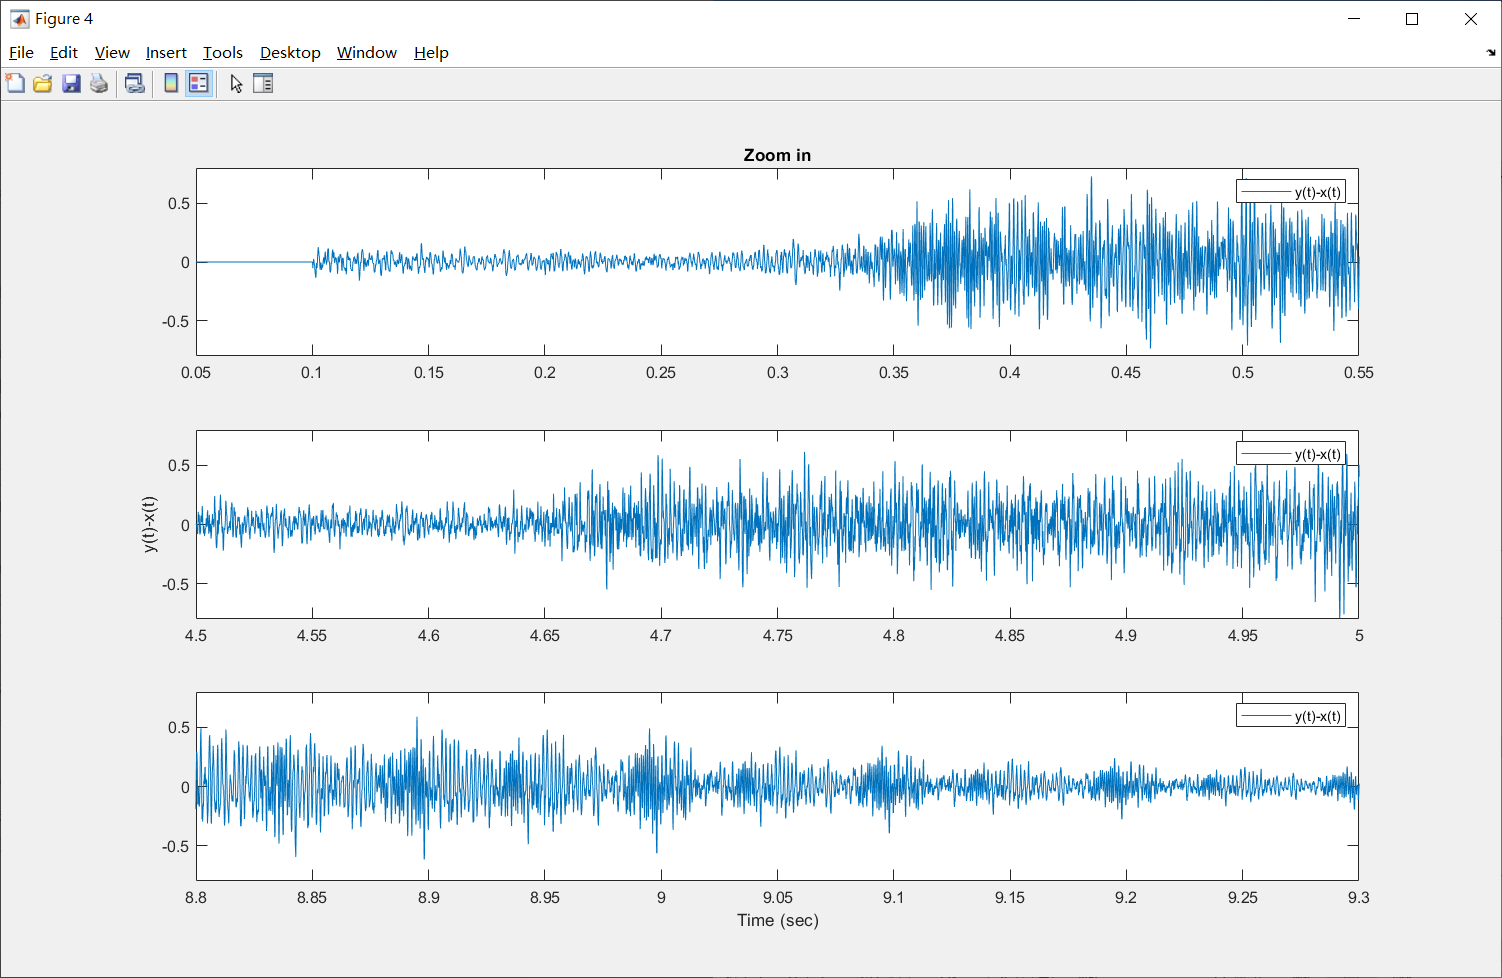 Figure 4
File Edit View Insert Tools Desktop Window Help
Zoom in
y(t)-x(t)
0.5
0
-0.5
0.05 0.1 0.15 0.2 0.25 0.3 0.35 0.4 0.45 0.5 0.55
y(t)-x(t)
y(t)-x(t)
0.5
0
-0.5
4.5 4.55 4.6 4.65 4.7 4.75 4.8 4.85 4.9 4.95 5
y(t)-x(t)
0.5
0
-0.5
8.8 8.85 8.9 8.95 9 9.05 9.1 9.15 9.2 9.25 9.3
Time (sec)